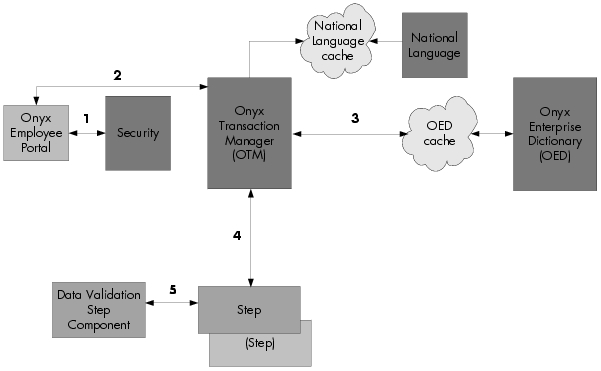 National
Language
cache
National
Language
2
Onyx
Employee
Portal
1
Security
Onyx
Transaction
Manager
(OTM)
3
OED
cache
Onyx
Enterprise
Dictionary
(OED)
4
Data Validation
Step
Component
5
Step
(Step)